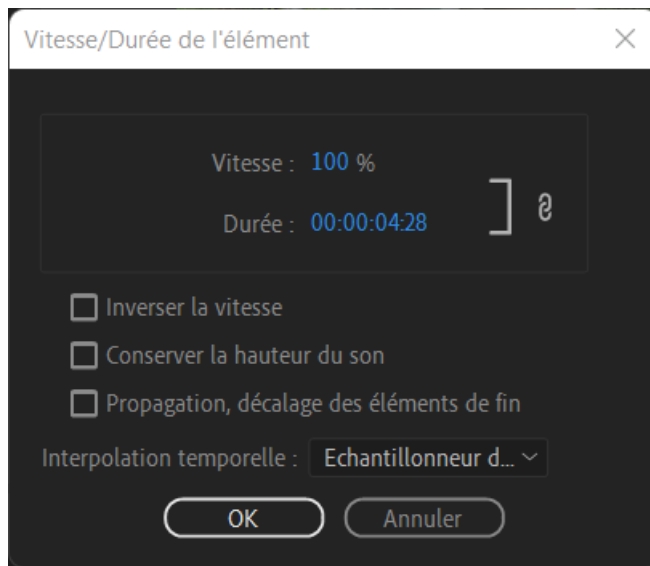 Vitesse/Durée de l'élément
Vitesse : 100 %
Durée : 00:00:04:28
Inverser la vitesse
Conserver la hauteur du son
Propagation, décalage des éléments de fin
Interpolation temporelle : Echantillonneur d...
OK Annuler